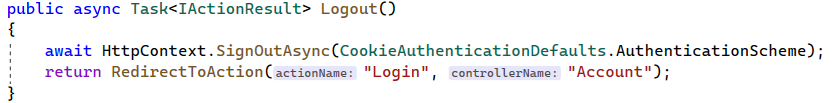 public async Task<IActionResult> Logout()
{
await HttpContext.SignOutAsync(CookieAuthenticationDefaults.AuthenticationScheme);
return RedirectToAction(actionName: "Login", controllerName: "Account");
}